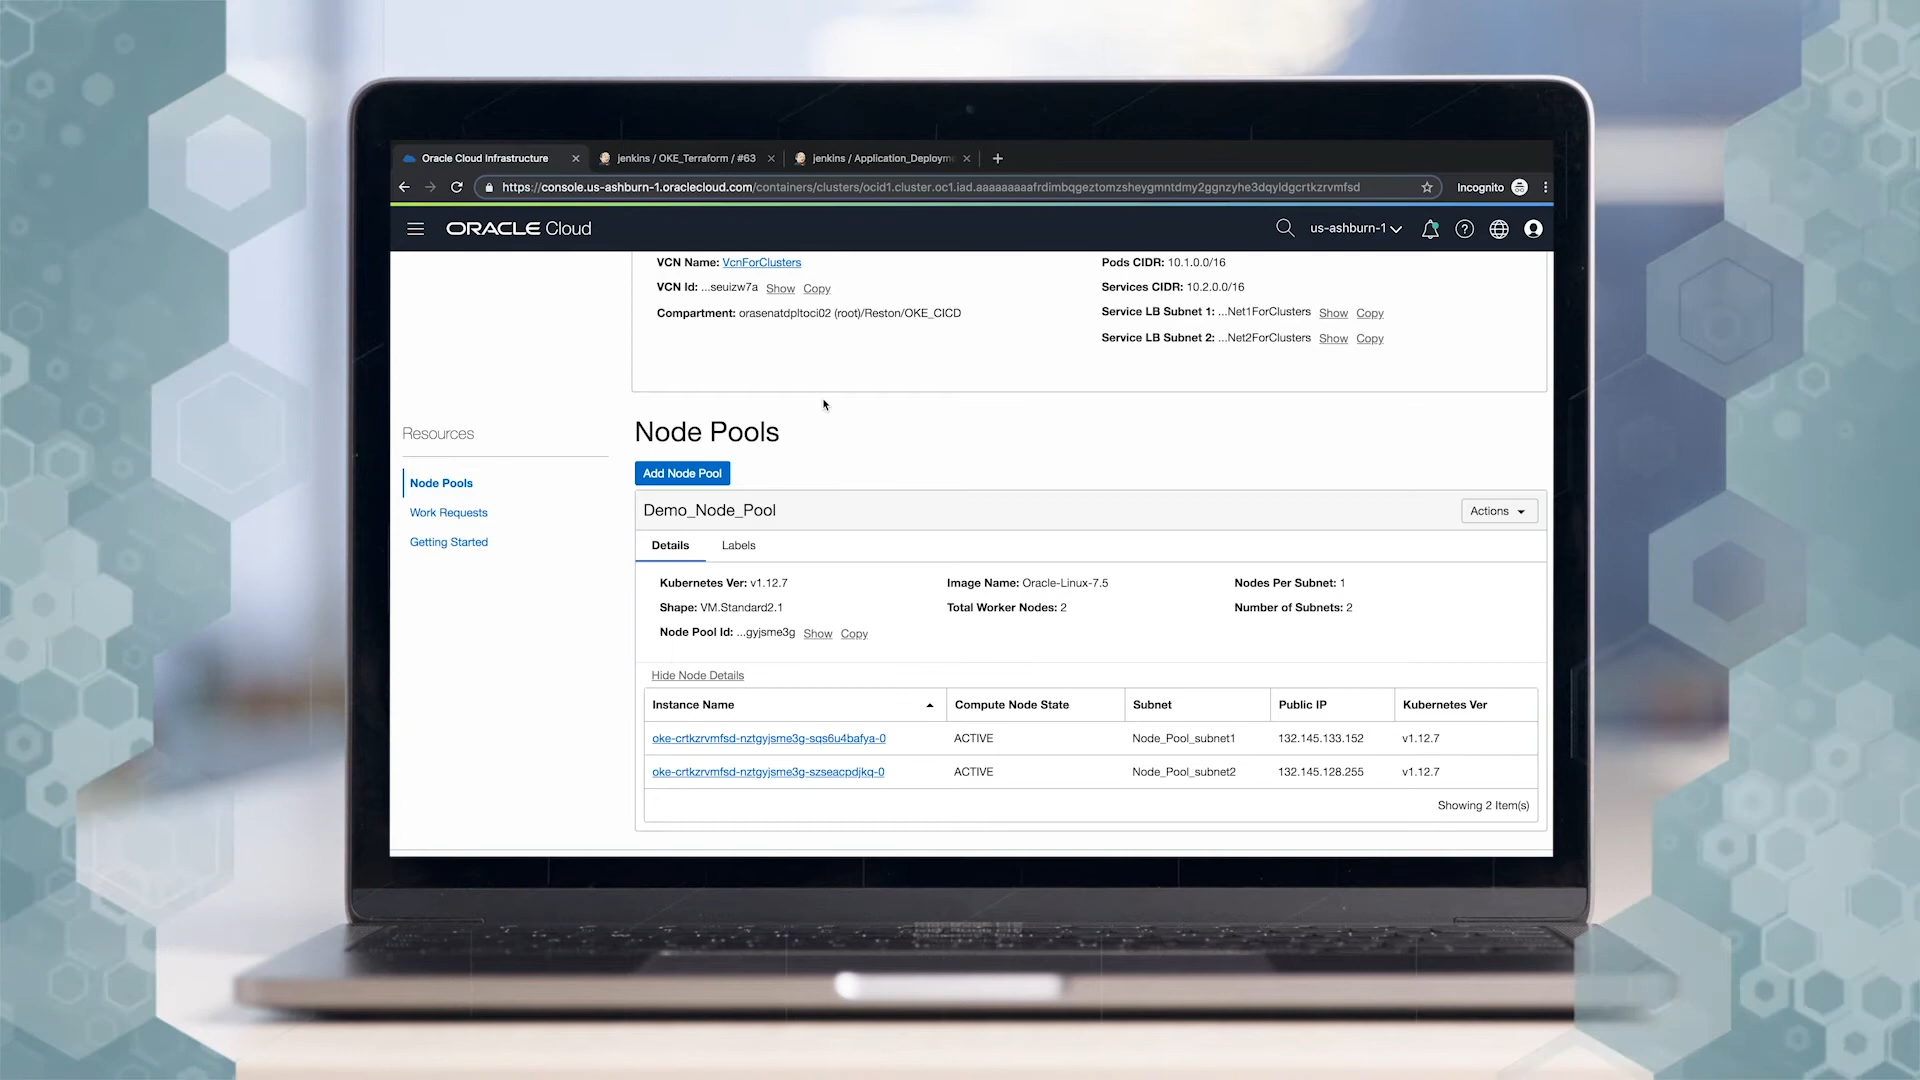 Oracle Cloud Infrastructure
jenkins / OKE_Terraform / #63
jenkins / Application_Deploym
https://console.us-ashburn-1.oraclecloud.com/containers/clusters/ocid1.cluster.oc1.iad.aaaaaaaaafrdimbqgeztomzsheygmntdmy2ggnzyhe3dqyldgcrtkzrvmfsd
Incognito
ORACLE Cloud
us-ashburn-1
VCN Name: VcnForClusters
VCN Id: ...seuizw7a Show Copy
Compartment: orasenatdpltoci02 (root)/Reston/OKE_CICD
Pods CIDR: 10.1.0.0/16
Services CIDR: 10.2.0.0/16
Service LB Subnet 1: ...Net1ForClusters Show Copy
Service LB Subnet 2: ...Net2ForClusters Show Copy
Resources
Node Pools
Work Requests
Getting Started
Node Pools
Add Node Pool
Demo_Node_Pool
Actions
Details Labels
Kubernetes Ver: v1.12.7
Image Name: Oracle-Linux-7.5
Nodes Per Subnet: 1
Shape: VM.Standard2.1
Total Worker Nodes: 2
Number of Subnets: 2
Node Pool Id: ...gyjsme3g Show Copy
Hide Node Details
Instance Name Compute Node State Subnet Public IP Kubernetes Ver
oke-crtkzrvmfsd-nztgyjsme3g-sqs6u4bafya-0 ACTIVE Node_Pool_subnet1 132.145.133.152 v1.12.7
oke-crtkzrvmfsd-nztgyjsme3g-szseacpdjkq-0 ACTIVE Node_Pool_subnet2 132.145.128.255 v1.12.7
Showing 2 Item(s)